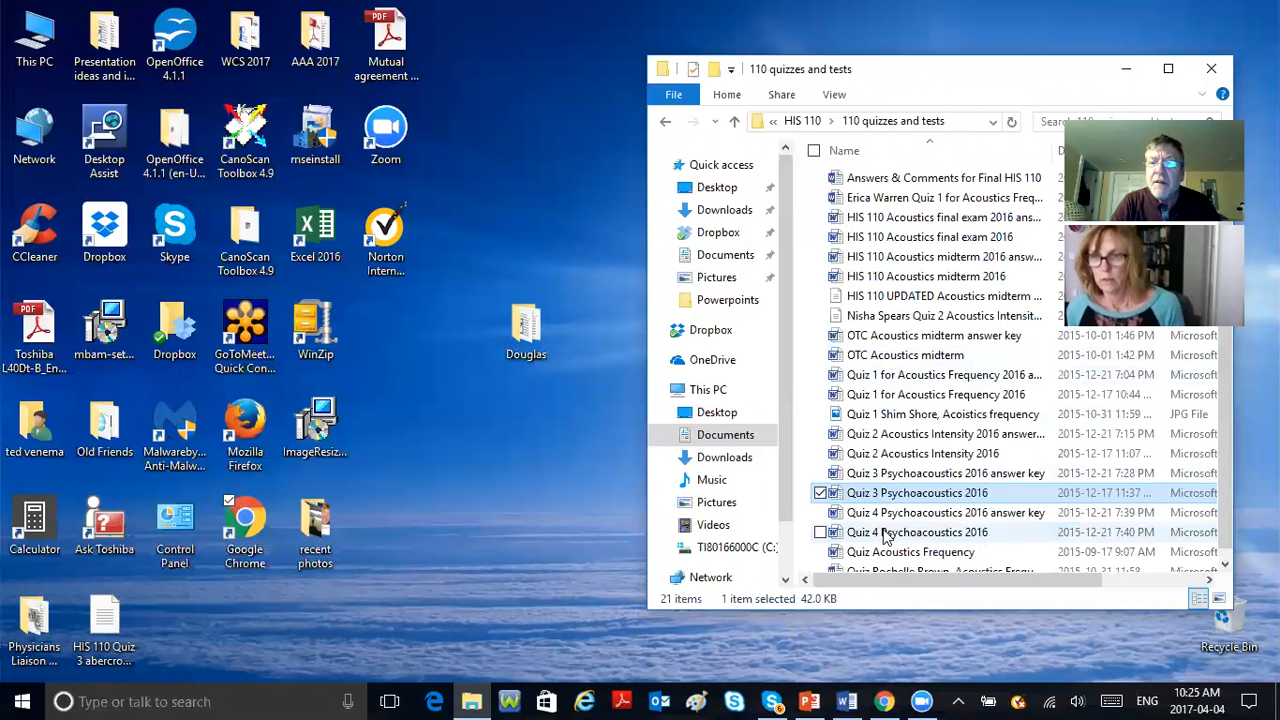 This PC
Presentation ideas and i...
OpenOffice 4.1.1
WCS 2017
AAA 2017
Mutual agreement ...
Network
Desktop Assist
OpenOffice 4.1.1 (en-U...
CanoScan Toolbox 4.9
mseinstall
Zoom
CCleaner
Dropbox
Skype
CanoScan Toolbox 4.9
Excel 2016
Norton Intern...
Toshiba L40Dt-B_En...
mbam-set...
Dropbox
GoToMeet... Quick Con...
WinZip
Douglas
ted venema
Old Friends
Malwareby... Anti-Malw...
Mozilla Firefox
ImageResiz...
Calculator
Ask Toshiba
Control Panel
Google Chrome
recent photos
Physicians Liaison ...
HIS 110 Quiz 3 abercro...
Recycle Bin
110 quizzes and tests
File
Home
Share
View
« HIS 110 > 110 quizzes and tests
Search
Name
Quick access
Desktop
Downloads
Dropbox
Documents
Pictures
Powerpoints
Dropbox
OneDrive
This PC
Desktop
Documents
Downloads
Music
Pictures
Videos
TI80166000C (C:)
Network
Answers & Comments for Final HIS 110
Erica Warren Quiz 1 for Acoustics Freq...
HIS 110 Acoustics final exam 2016 ans...
HIS 110 Acoustics final exam 2016
HIS 110 Acoustics midterm 2016 answ...
HIS 110 Acoustics midterm 2016
HIS 110 UPDATED Acoustics midterm ...
Nisha Spears Quiz 2 Acoustics Intensit...
OTC Acoustics midterm answer key 2015-10-01 1:46 PM Microsoft
OTC Acoustics midterm 2015-10-01 1:42 PM Microsoft
Quiz 1 for Acoustics Frequency 2016 a... 2015-12-21 7:04 PM Microsoft
Quiz 1 for Acoustics Frequency 2016 2015-12-17 10:44 ... Microsoft
Quiz 1 Shim Shore, Acoistics frequency 2015-10-31 11:59 ... JPG File
Quiz 2 Acoustics Intensity 2016 answer... 2015-12-21 7:15 PM Microsoft
Quiz 2 Acoustics Intensity 2016 2015-12-17 11:07 ... Microsoft
Quiz 3 Psychoacoustics 2016 answer key 2015-12-21 7:28 PM Microsoft
Quiz 3 Psychoacoustics 2016 2015-12-17 11:37 ... Microsoft
Quiz 4 Psychoacoustics 2016 answer key 2015-12-21 7:39 PM Microsoft
Quiz 4 Psychoacoustics 2016 2015-12-21 7:40 PM Microsoft
Quiz Acoustics Frequency 2015-09-17 9:07 AM Microsoft
Quiz Rochelle Brown, Acoustics Frequ... 2015-10-31 11:58 ... Microsoft
21 items 1 item selected 42.0 KB
Type or talk to search
ENG
10:25 AM
2017-04-04